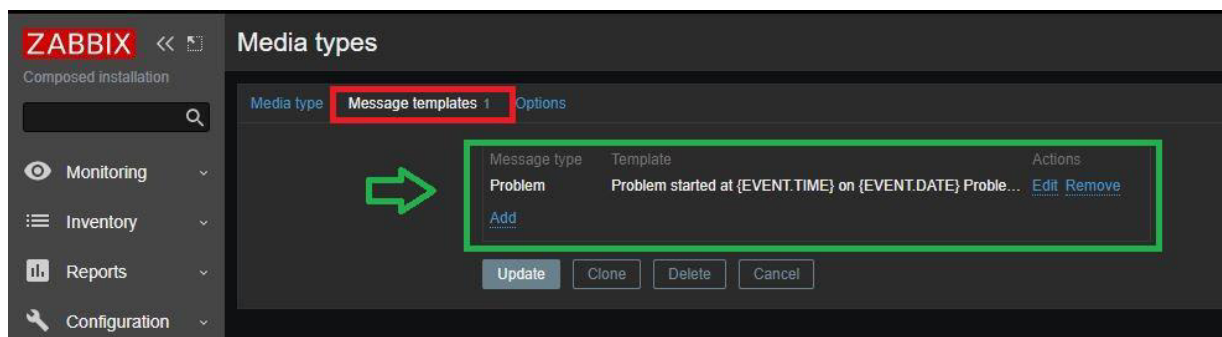 ZABBIX
Composed installation
Monitoring
Inventory
Reports
Configuration
Media types
Media type Message templates 1 Options
Message type Template Actions
Problem Problem started at {EVENT.TIME} on {EVENT.DATE} Proble... Edit Remove
Add
Update Clone Delete Cancel